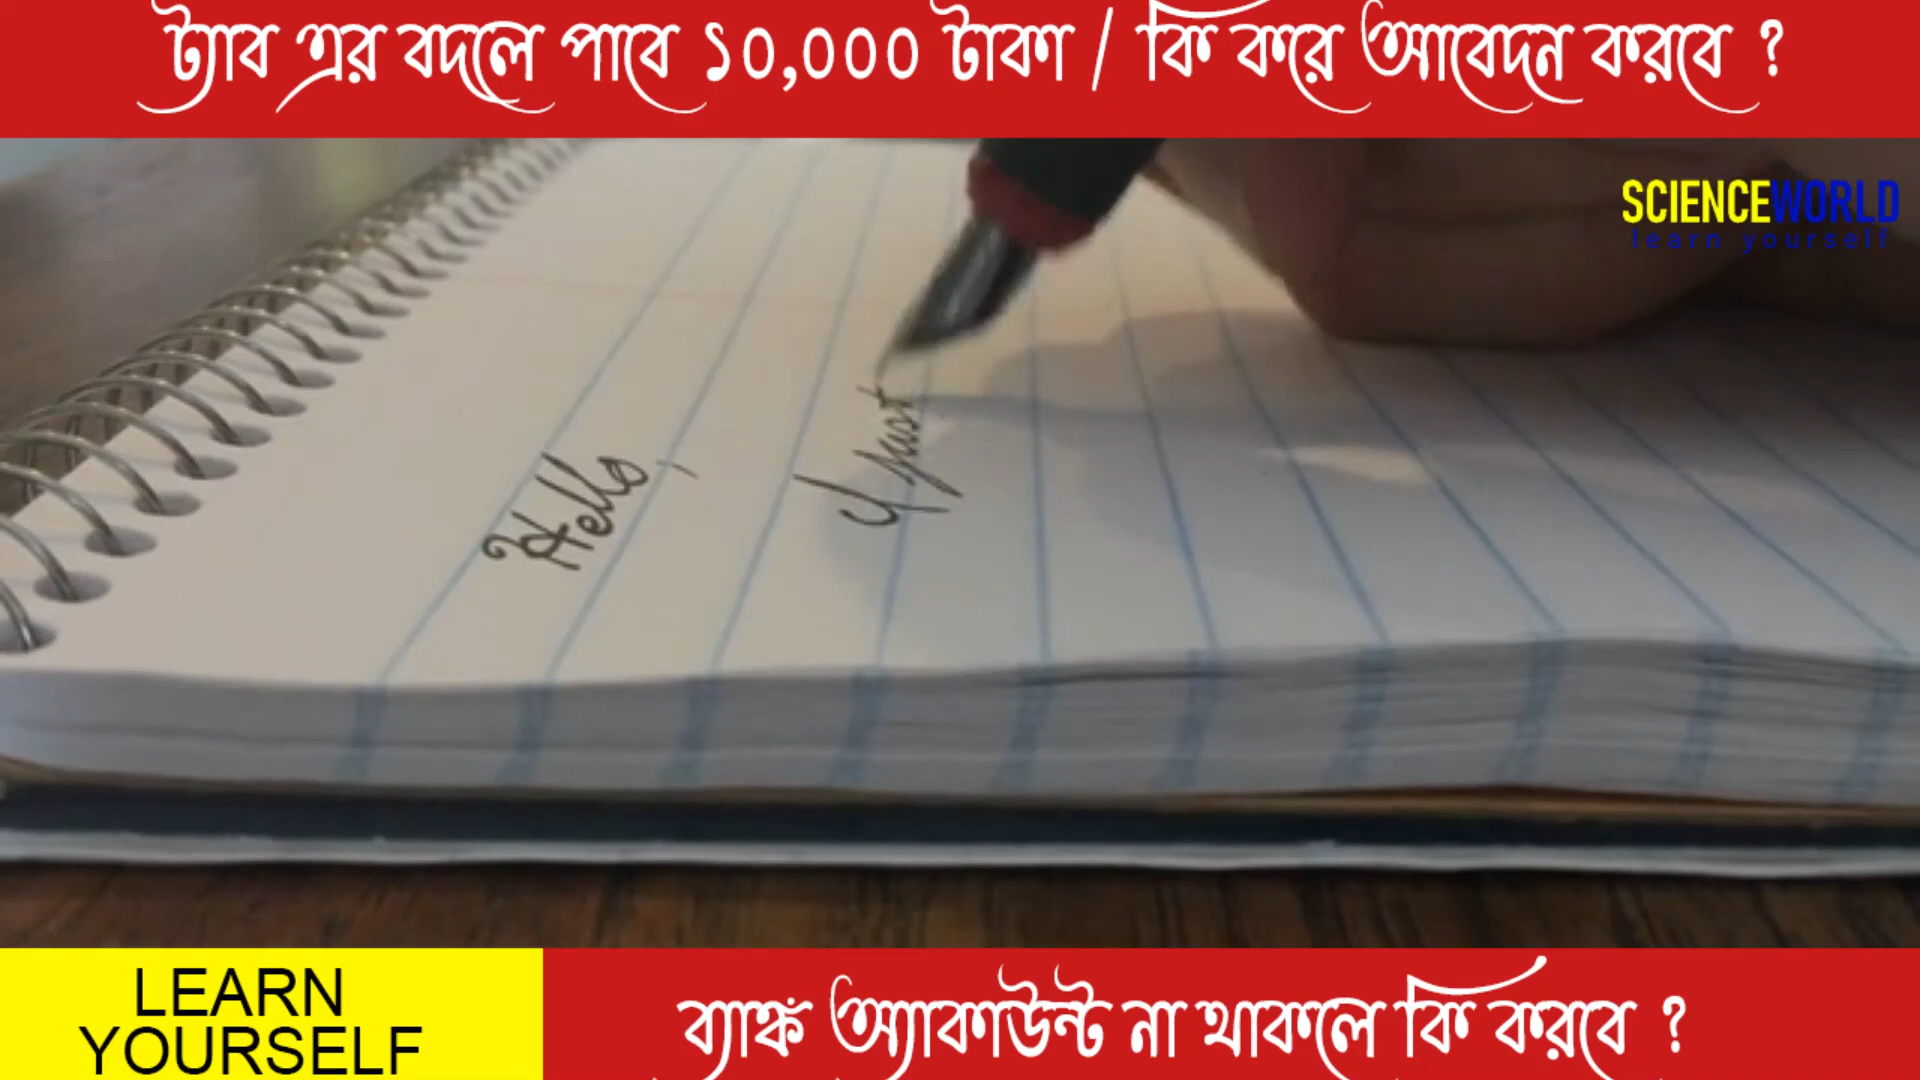 ট্যাব এর বদলে পাবে ১০,০০০ টাকা / কি করে আবেদন করবে ?
SCIENCEWORLD
learn yourself
Hello,
I just
LEARN
YOURSELF
ব্যাঙ্ক অ্যাকাউন্ট না থাকলে কি করবে ?